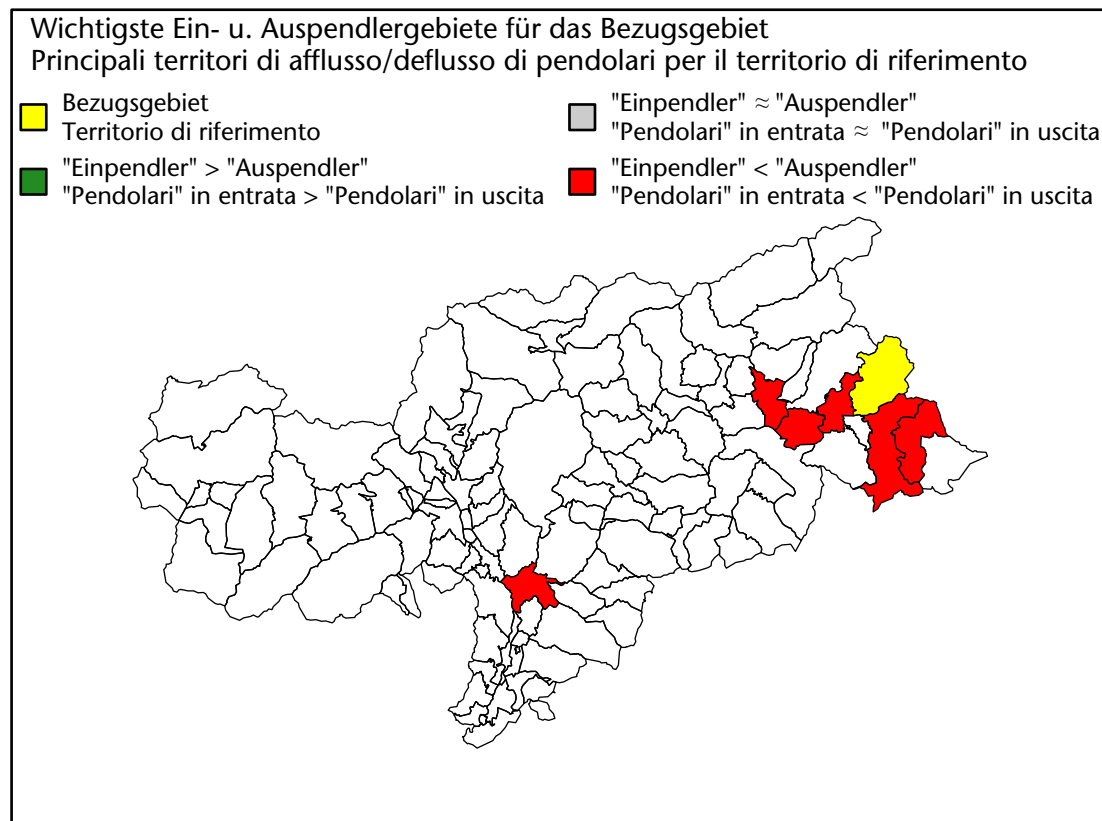 Wichtigste Ein- u. Auspendlergebiete für das Bezugsgebiet
Principali territori di afflusso/deflusso di pendolari per il territorio di riferimento
Bezugsgebiet
Territorio di riferimento
"Einpendler" > "Auspendler"
"Pendolari" in entrata > "Pendolari" in uscita
"Einpendler" ≈ "Auspendler"
"Pendolari" in entrata ≈ "Pendolari" in uscita
"Einpendler" < "Auspendler"
"Pendolari" in entrata < "Pendolari" in uscita